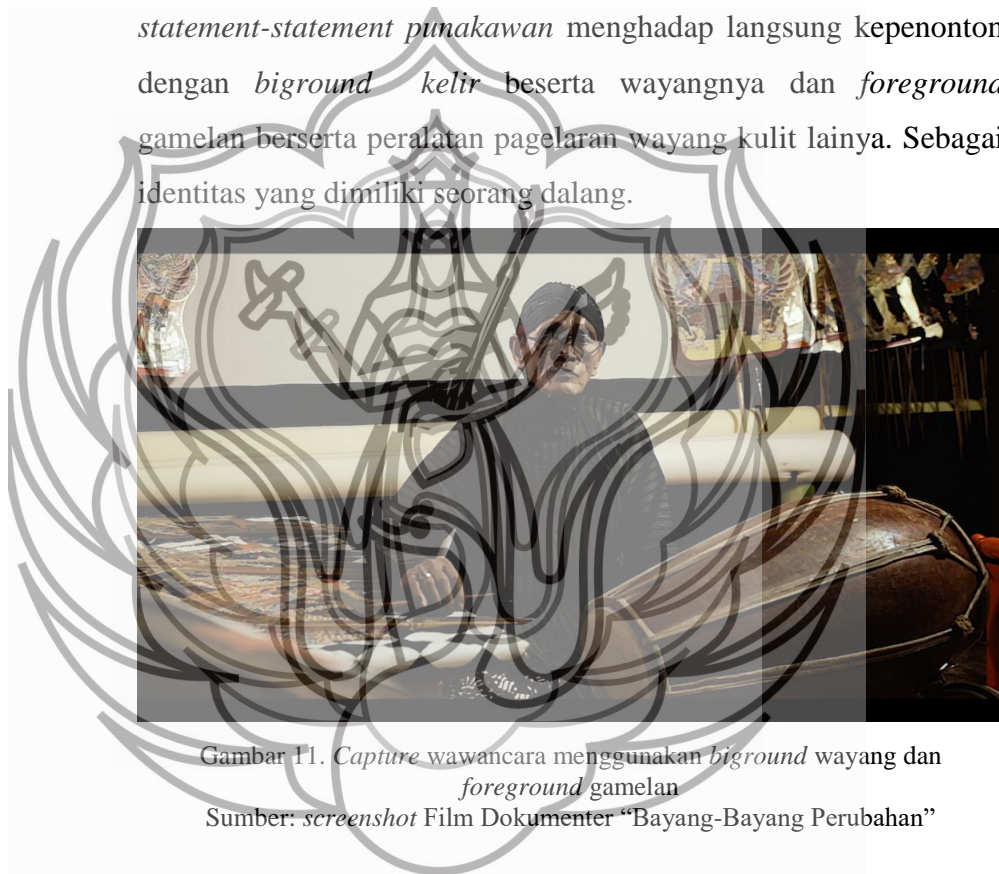 statement-statement punakawan menghadap langsung kepenonton
dengan biground kelir beserta wayangnya dan foreground
gamelan berserta peralatan pagelaran wayang kulit lainya. Sebagai
identitas yang dimiliki seorang dalang.
Gambar 11. Capture wawancara menggunakan biground wayang dan
foreground gamelan
Sumber: screenshot Film Dokumenter “Bayang-Bayang Perubahan”